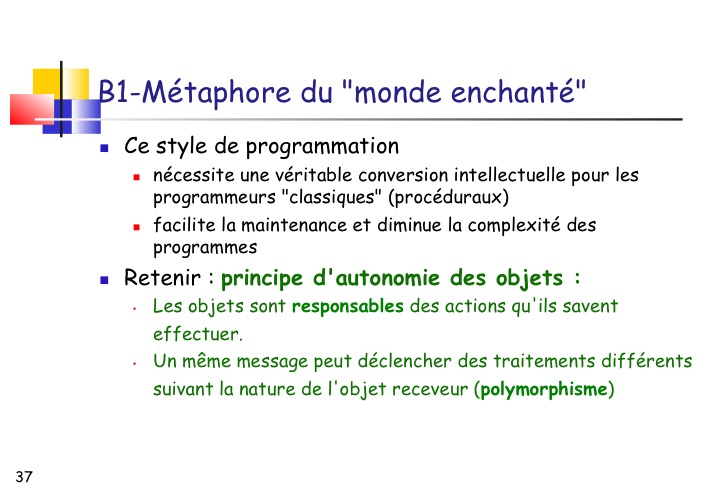 B1-Métaphore du "monde enchanté"
Ce style de programmation
nécessite une véritable conversion intellectuelle pour les
programmeurs "classiques" (procéduraux)
facilite la maintenance et diminue la complexité des
programmes
Retenir : principe d'autonomie des objets :
Les objets sont responsables des actions qu'ils savent
effectuer.
Un même message peut déclencher des traitements différents
suivant la nature de l'objet receveur (polymorphisme)
37